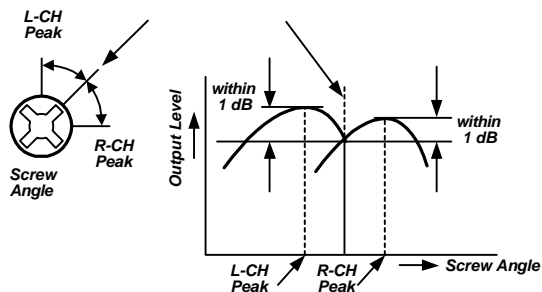 L-CH
Peak
R-CH
Peak
Screw
Angle
Output Level
within
1 dB
within
1 dB
L-CH
Peak
R-CH
Peak
Screw Angle